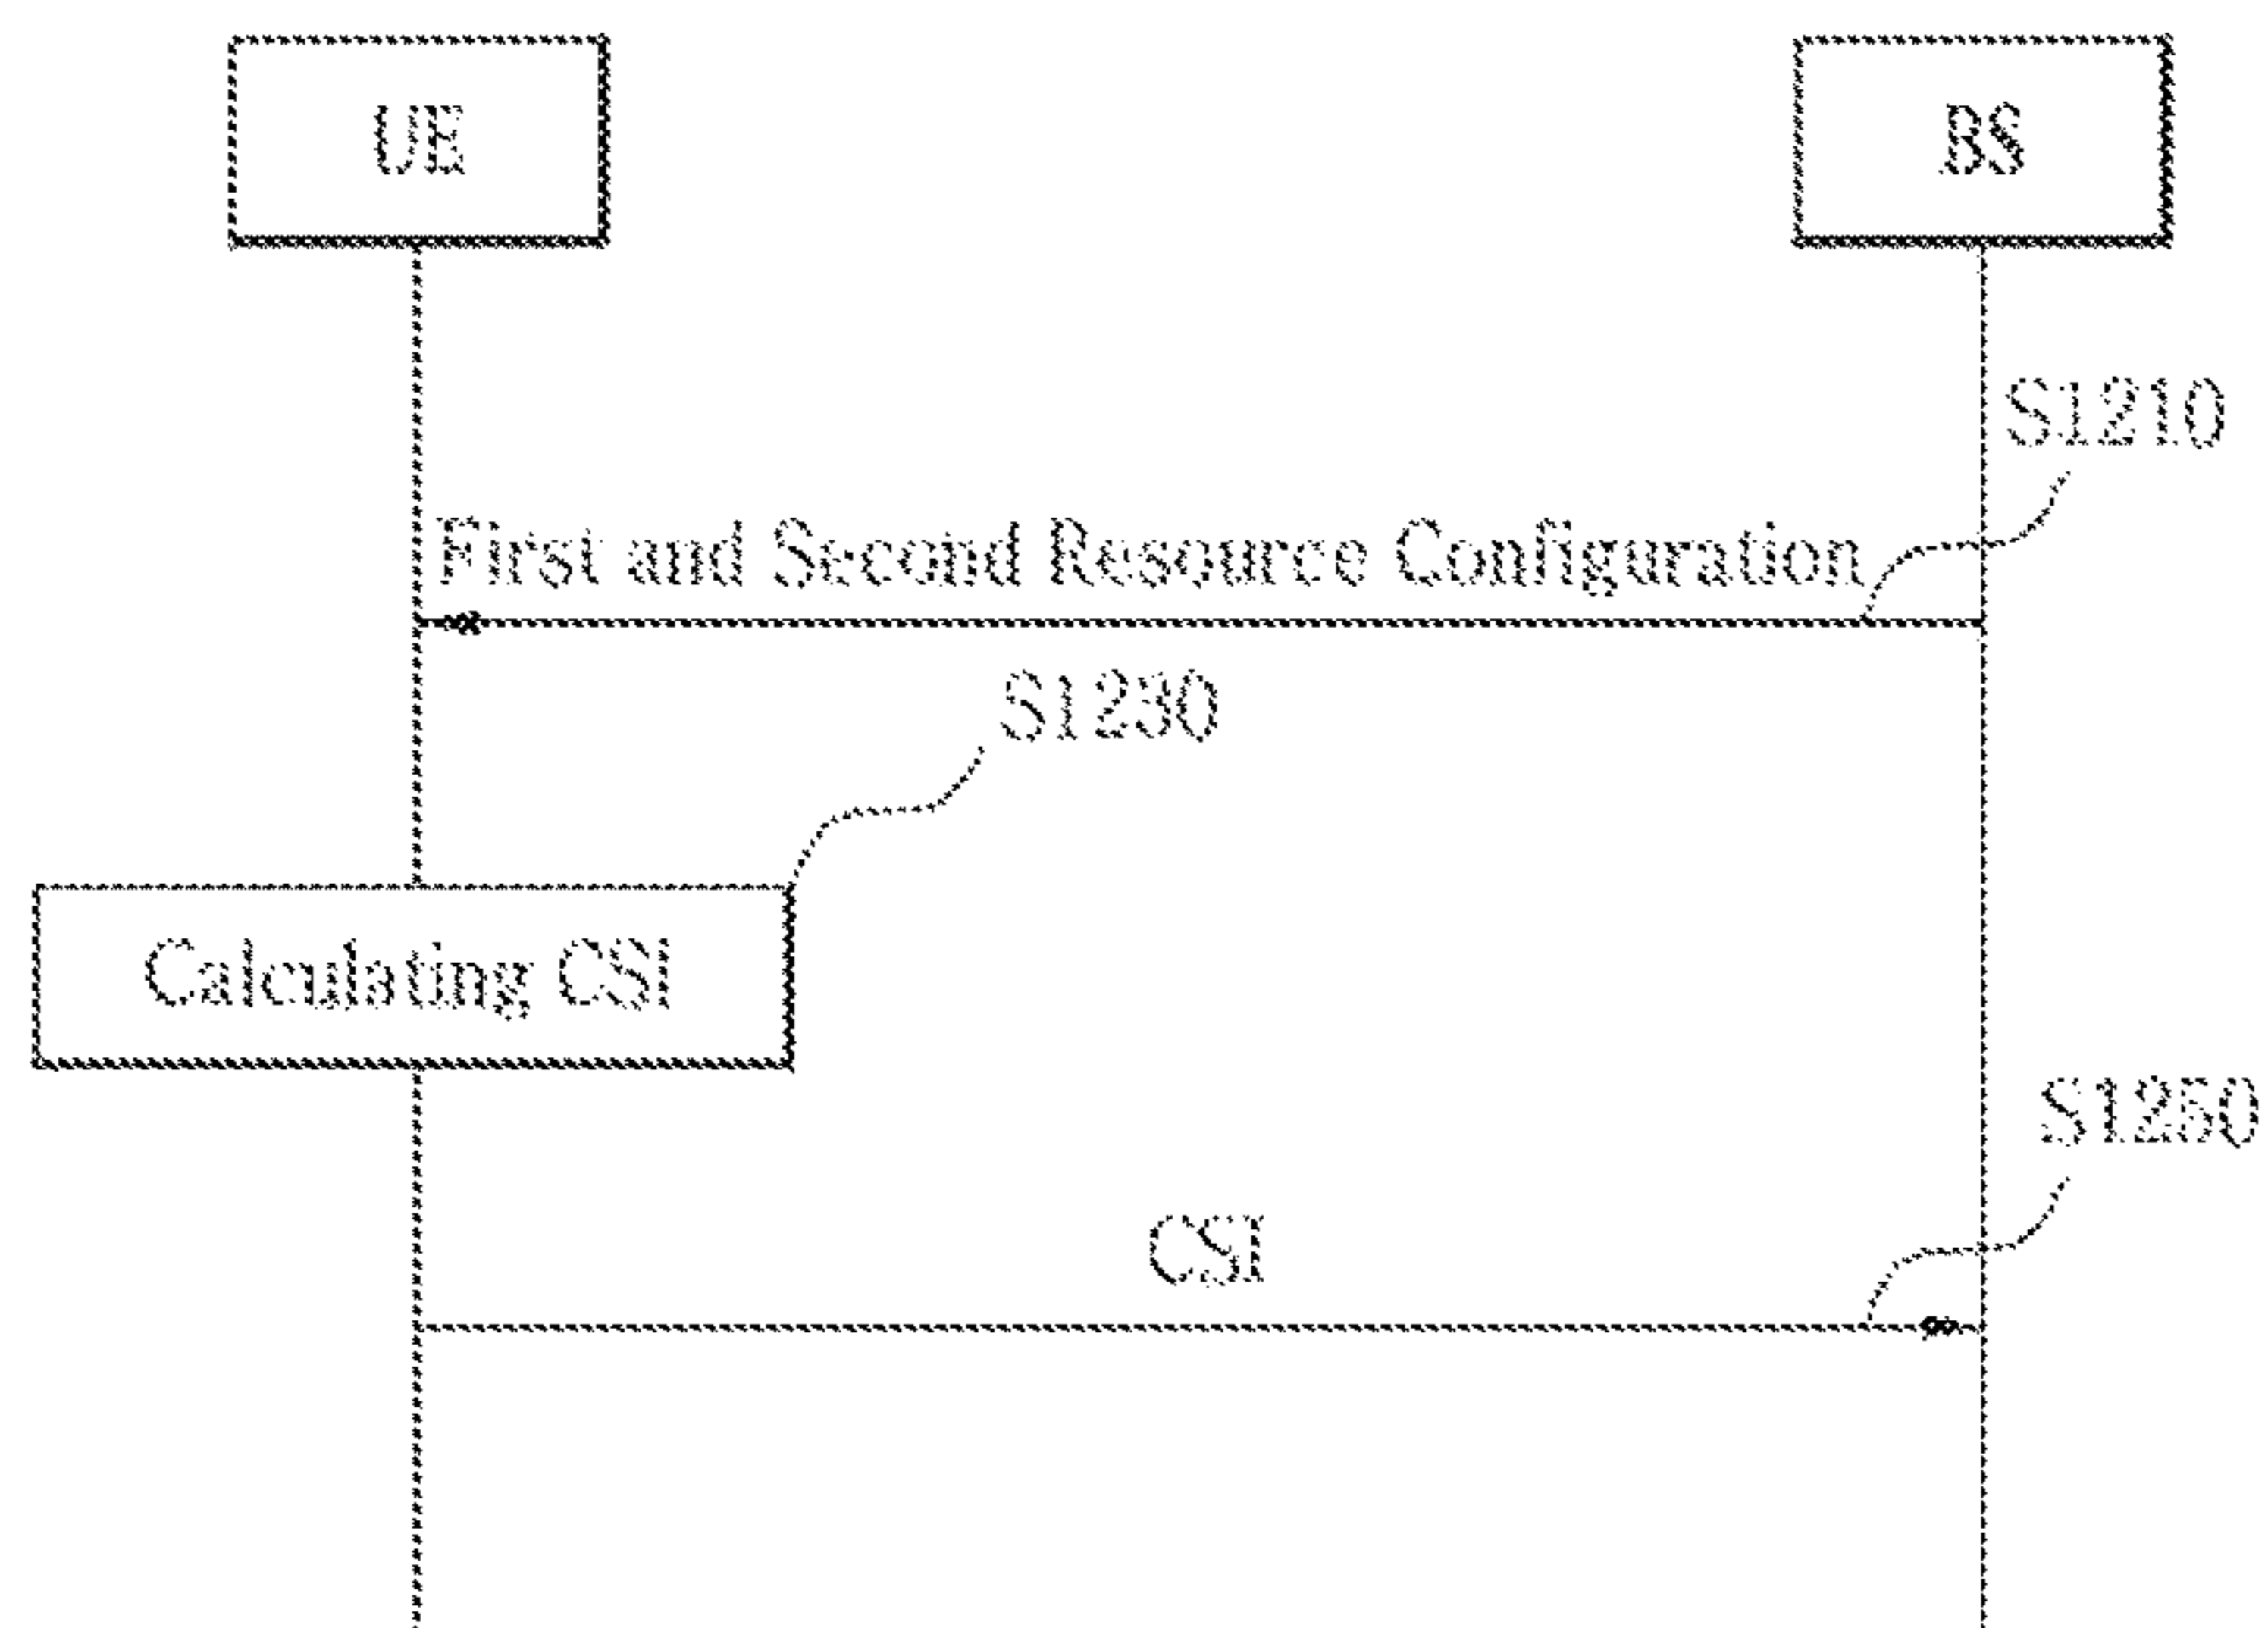 UE
BS
S1210
First and Second Resource Configuration
S1230
Calculating CSI
S1250
CSI